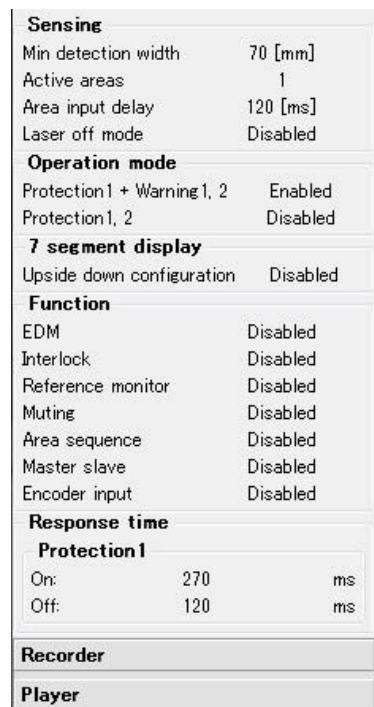 Sensing
Min detection width 70 [mm]
Active areas 1
Area input delay 120 [ms]
Laser off mode Disabled
Operation mode
Protection1 + Warning1, 2 Enabled
Protection1, 2 Disabled
7 segment display
Upside down configuration Disabled
Function
EDM Disabled
Interlock Disabled
Reference monitor Disabled
Muting Disabled
Area sequence Disabled
Master slave Disabled
Encoder input Disabled
Response time
Protection1
On: 270 ms
Off: 120 ms
Recorder
Player